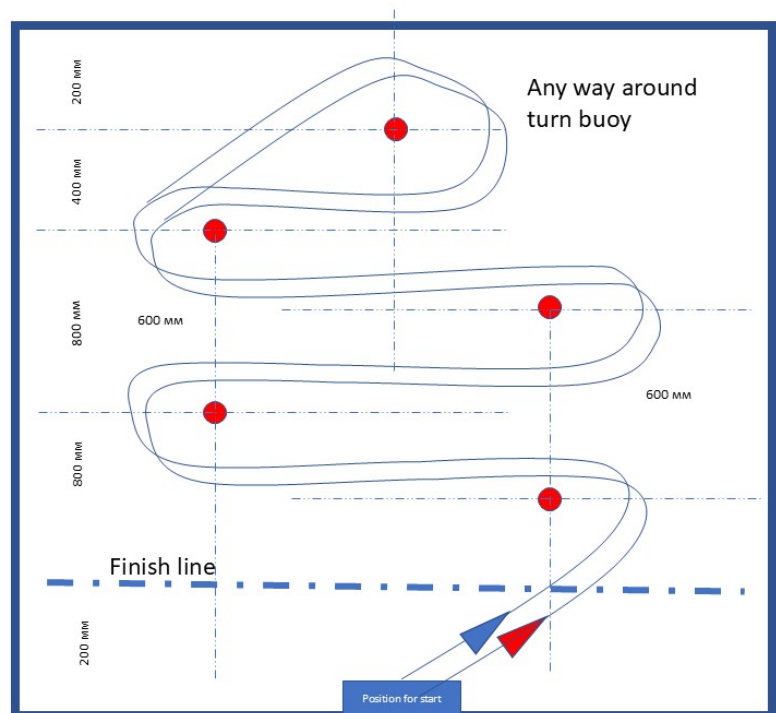 200 мм
Any way around
turn buoy
400 мм
800 мм
600 мм
600 мм
800 мм
Finish line
200 мм
Position for start